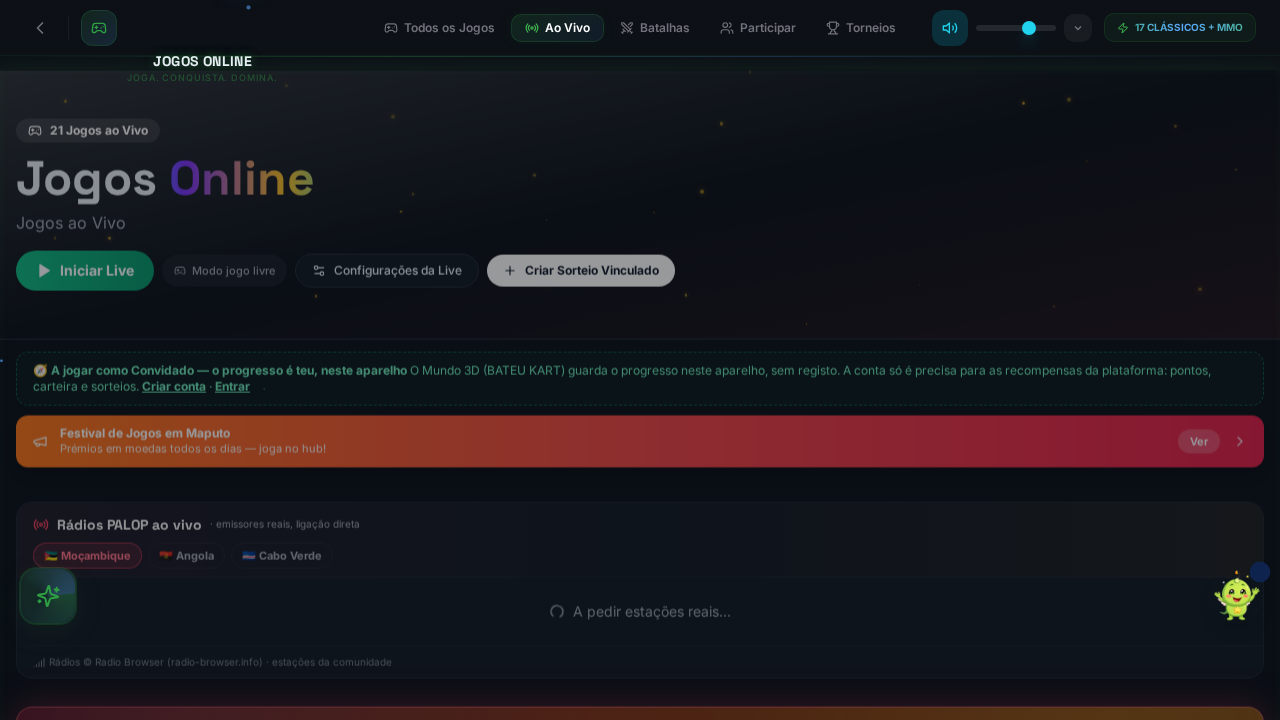 Todos os Jogos
Ao Vivo
Batalhas
Participar
Torneios
17 CLÁSSICOS + MMO
JOGOS ONLINE
JOGA. CONQUISTA. DOMINA.
21 Jogos ao Vivo
Jogos Online
Jogos ao Vivo
Iniciar Live
Modo jogo livre
Configurações da Live
Criar Sorteio Vinculado
A jogar como Convidado — o progresso é teu, neste aparelho O Mundo 3D (BATEU KART) guarda o progresso neste aparelho, sem registo. A conta só é precisa para as recompensas da plataforma: pontos,
carteira e sorteios. Criar conta · Entrar
Festival de Jogos em Maputo
Prémios em moedas todos os dias — joga no hub!
Ver
Rádios PALOP ao vivo · emissores reais, ligação direta
Moçambique
Angola
Cabo Verde
A pedir estações reais...
Rádios © Radio Browser (radio-browser.info) · estações da comunidade